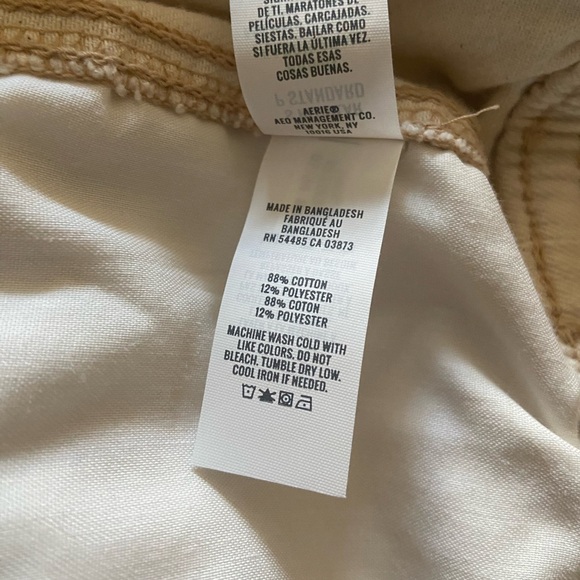 DE TI. MARATONES DE
PELÍCULAS, CARCAJADAS,
SIESTAS, BAILAR COMO
SI FUERA LA ÚLTIMA VEZ.
TODAS ESAS
COSAS BUENAS.
P STANDARD
AERIE®
AEO MANAGEMENT CO.
NEW YORK, NY
10016 USA
MADE IN BANGLADESH
FABRIQUÉ AU
BANGLADESH
RN 54485 CA 03873
88% COTTON
12% POLYESTER
88% COTON
12% POLYESTER
MACHINE WASH COLD WITH
LIKE COLORS. DO NOT
BLEACH. TUMBLE DRY LOW.
COOL IRON IF NEEDED.